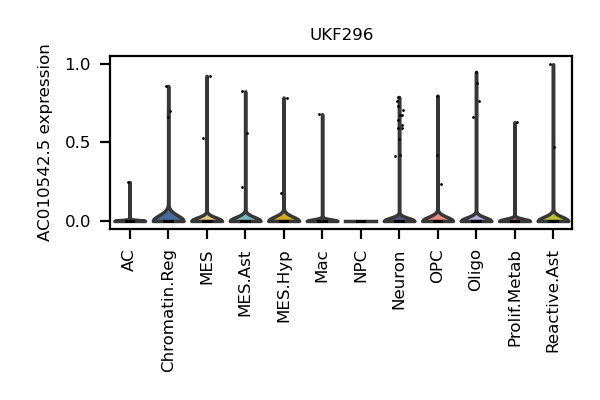 UKF296
AC010542.5 expression
1.0
0.5
0.0
AC
Chromatin.Reg
MES
MES.Ast
MES.Hyp
Mac
NPC
Neuron
OPC
Oligo
Prolif.Metab
Reactive.Ast